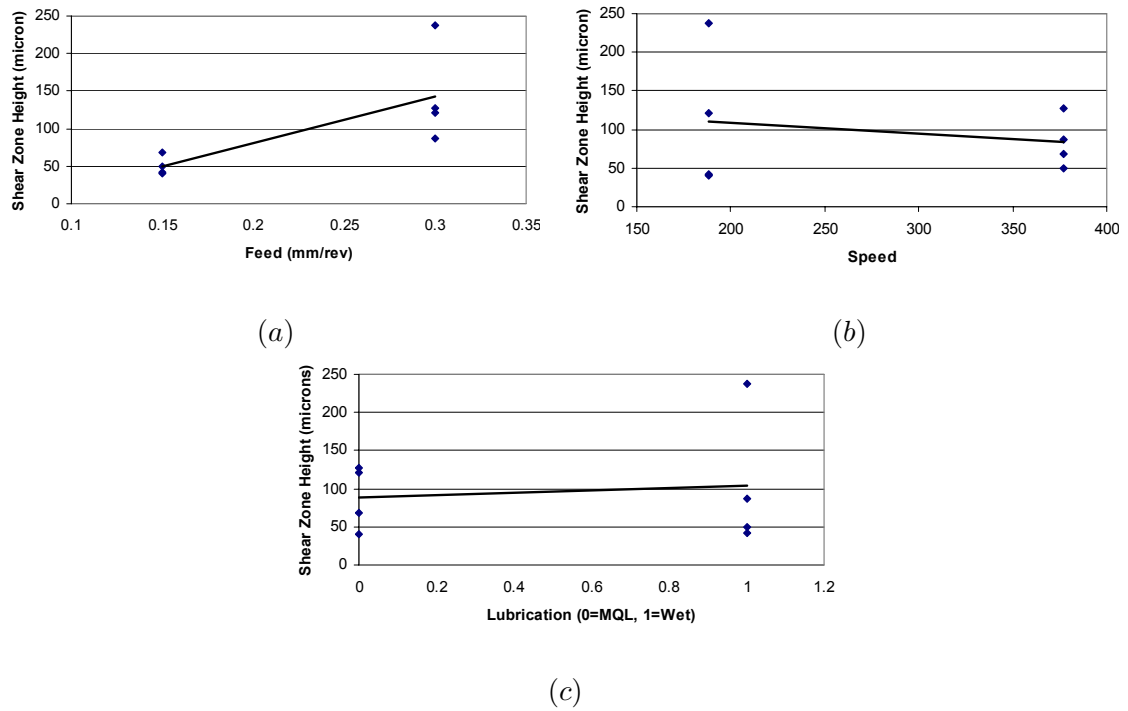 250
200
150
100
50
0
0.1 0.15 0.2 0.25 0.3 0.35
Shear Zone Height (micron)
Feed (mm/rev)
(a)
250
200
150
100
50
0
150 200 250 300 350 400
Shear Zone Height (micron)
Speed
(b)
250
200
150
100
50
0
0 0.2 0.4 0.6 0.8 1 1.2
Shear Zone Height (microns)
Lubrication (0=MQL, 1=Wet)
(c)